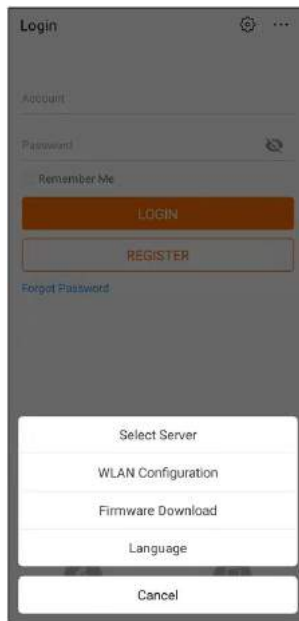 Login
Account
Password
Remember Me
LOGIN
REGISTER
Forgot Password
Select Server
WLAN Configuration
Firmware Download
Language
Cancel